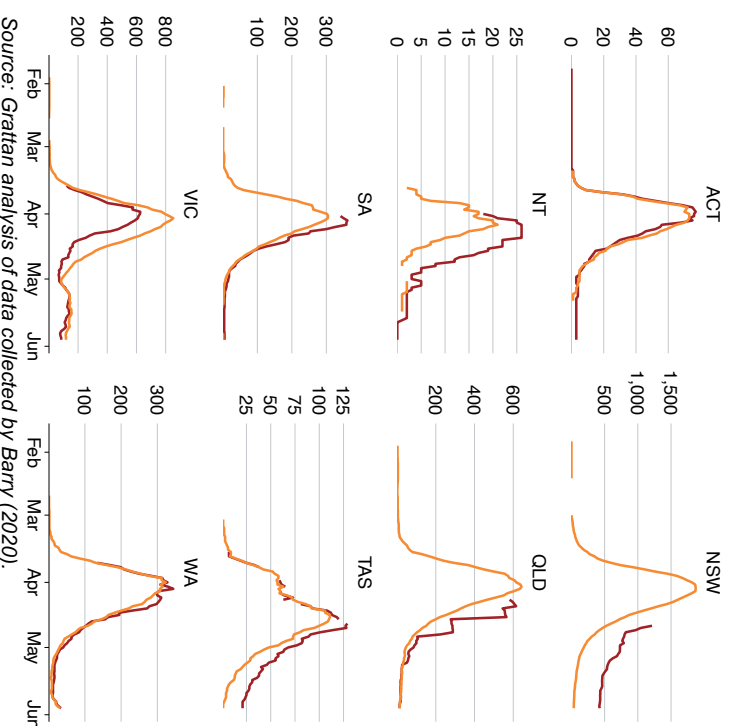 ACT
NSW
60
40
20
0
1,500
1,000
500
NT
QLD
25
20
15
10
5
0
600
400
200
SA
TAS
300
200
100
125
100
75
50
25
VIC
WA
800
600
400
200
300
200
100
Feb Mar Apr May Jun
Feb Mar Apr May Jun
Source: Grattan analysis of data collected by Barry (2020).